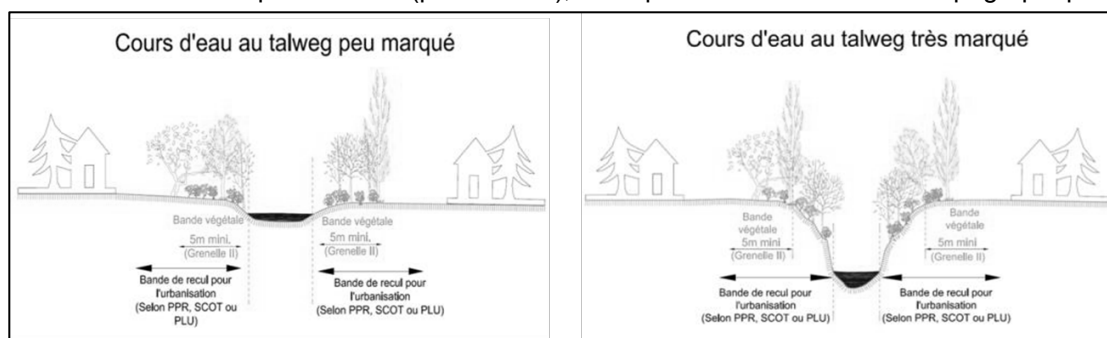 Cours d'eau au talweg peu marqué
Bande végétale
5m mini.
(Grenelle II)
Bande de recul pour
l'urbanisation
(Selon PPR, SCOT ou
PLU)
Bande végétale
5m mini.
(Grenelle II)
Bande de recul pour
l'urbanisation
(Selon PPR, SCOT ou PLU)
Cours d'eau au talweg très marqué
Bande
végétale
5m mini
(Grenelle II)
Bande de recul pour
l'urbanisation
(Selon PPR, SCOT ou PLU)
Bande
végétale
5m mini
(Grenelle II)
Bande de recul pour
l'urbanisation
(Selon PPR, SCOT ou PLU)